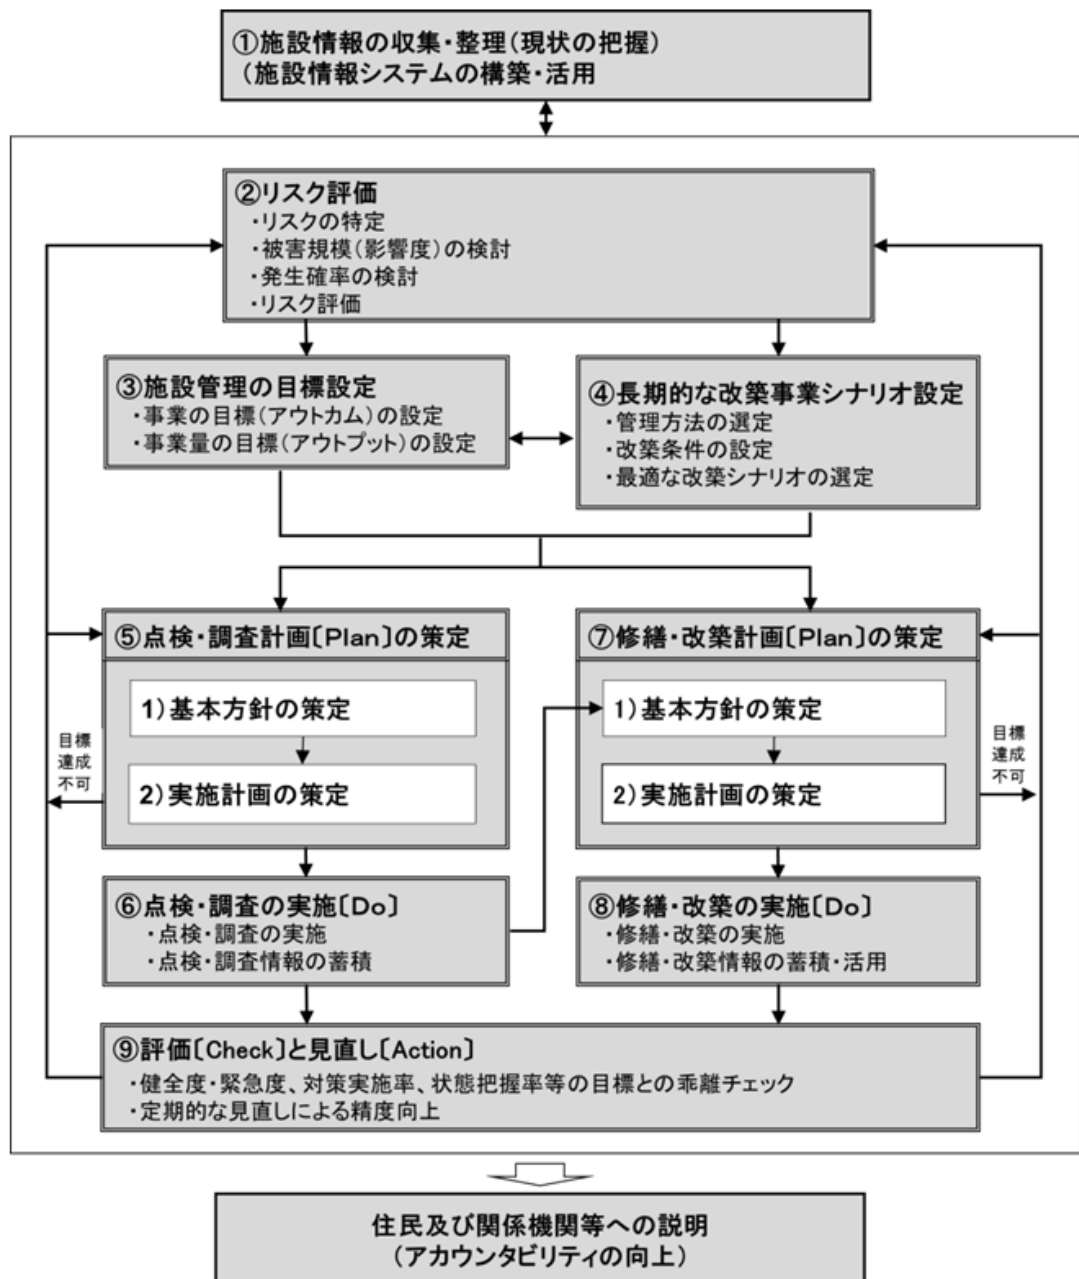 ①施設情報の収集・整理(現状の把握)
(施設情報システムの構築・活用
②リスク評価
・リスクの特定
・被害規模(影響度)の検討
・発生確率の検討
・リスク評価
③施設管理の目標設定
・事業の目標(アウトカム)の設定
・事業量の目標(アウトプット)の設定
④長期的な改築事業シナリオ設定
・管理方法の選定
・改築条件の設定
・最適な改築シナリオの選定
⑤点検・調査計画〔Plan〕の策定
1)基本方針の策定
2)実施計画の策定
目標
達成
不可
⑥点検・調査の実施〔Do〕
・点検・調査の実施
・点検・調査情報の蓄積
⑦修繕・改築計画〔Plan〕の策定
1)基本方針の策定
2)実施計画の策定
目標
達成
不可
⑧修繕・改築の実施〔Do〕
・修繕・改築の実施
・修繕・改築情報の蓄積・活用
⑨評価〔Check〕と見直し〔Action〕
・健全度・緊急度、対策実施率、状態把握率等の目標との乖離チェック
・定期的な見直しによる精度向上
住民及び関係機関等への説明
(アカウンタビリティの向上)